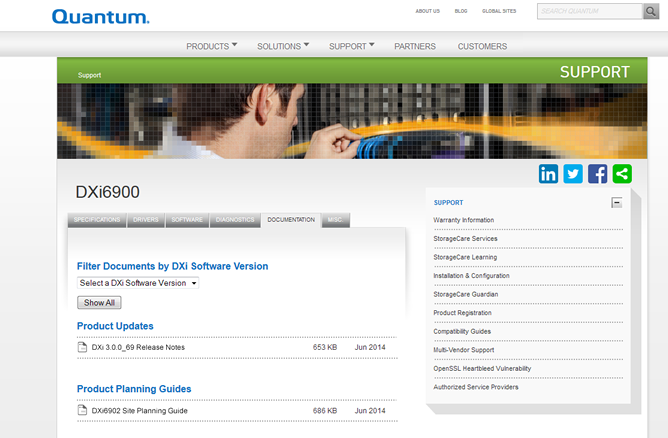 Quantum.
ABOUT US BLOG GLOBAL SITES SEARCH QUANTUM
PRODUCTS SOLUTIONS SUPPORT PARTNERS CUSTOMERS
Support
SUPPORT
DXi6900
SPECIFICATIONS DRIVERS SOFTWARE DIAGNOSTICS DOCUMENTATION MISC.
Filter Documents by DXi Software Version
Select a DXi Software Version
Show All
Product Updates
DXi 3.0.0_69 Release Notes 653 KB Jun 2014
Product Planning Guides
DXi6902 Site Planning Guide 686 KB Jun 2014
SUPPORT
Warranty Information
StorageCare Services
StorageCare Learning
Installation & Configuration
StorageCare Guardian
Product Registration
Compatibility Guides
Multi-Vendor Support
OpenSSL Heartbleed Vulnerability
Authorized Service Providers